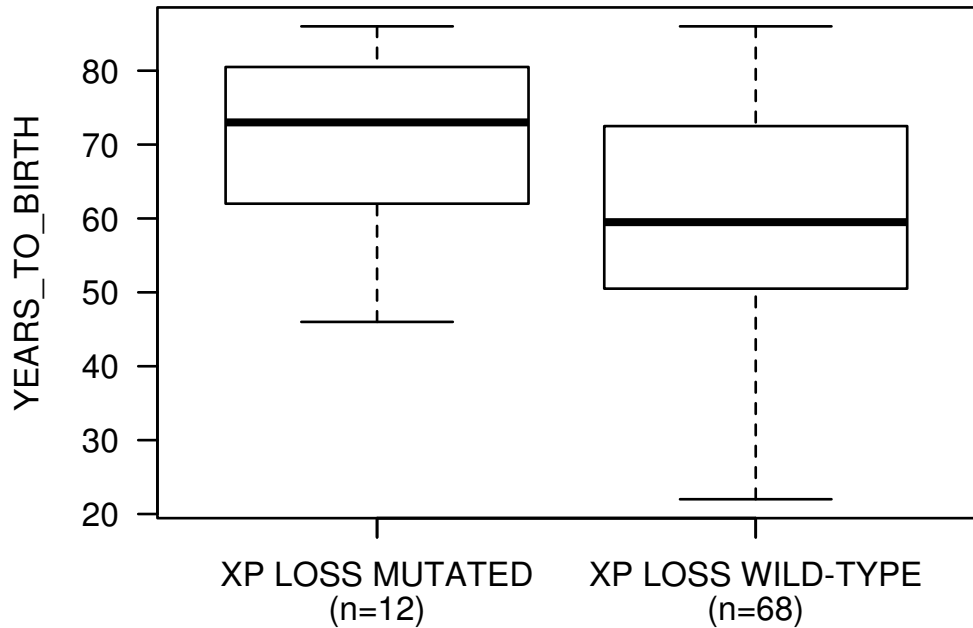 YEARS_TO_BIRTH
80
70
60
50
40
30
20
XP LOSS MUTATED
(n=12)
XP LOSS WILD-TYPE
(n=68)